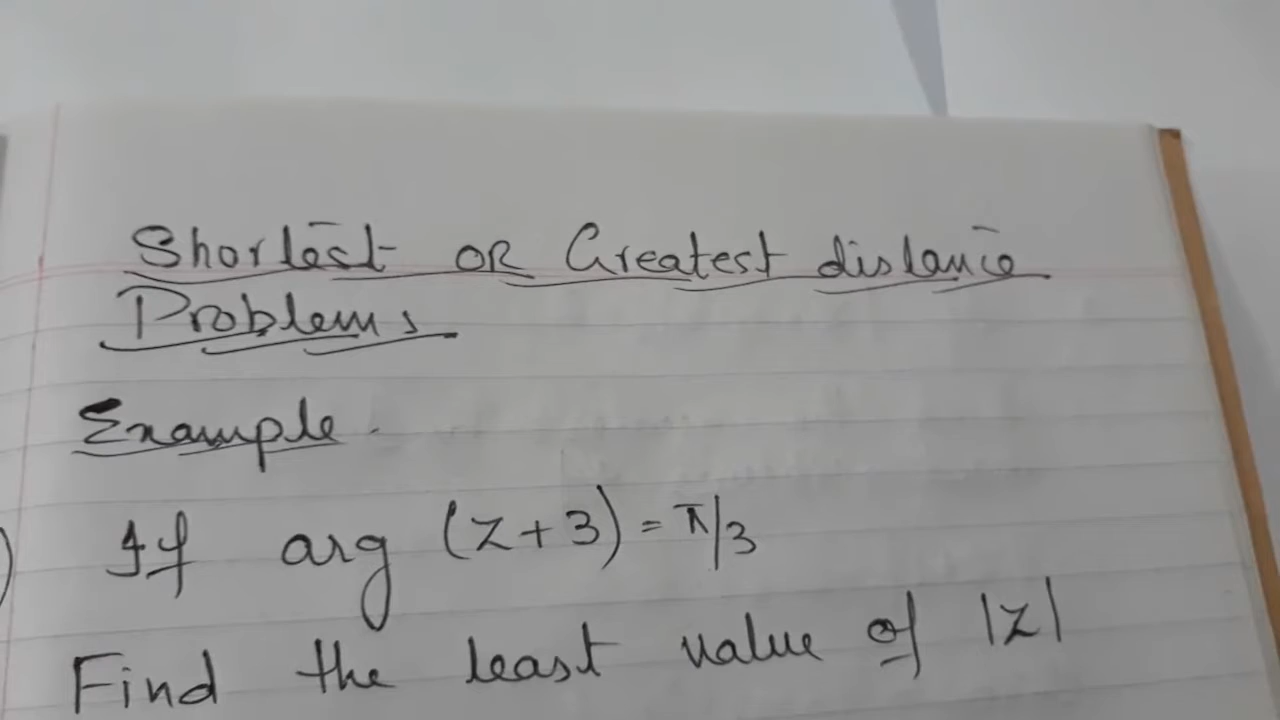 Shortest OR Greatest distance
Problems
Example.
If arg (z+3) = π/3
Find the least value of |z|